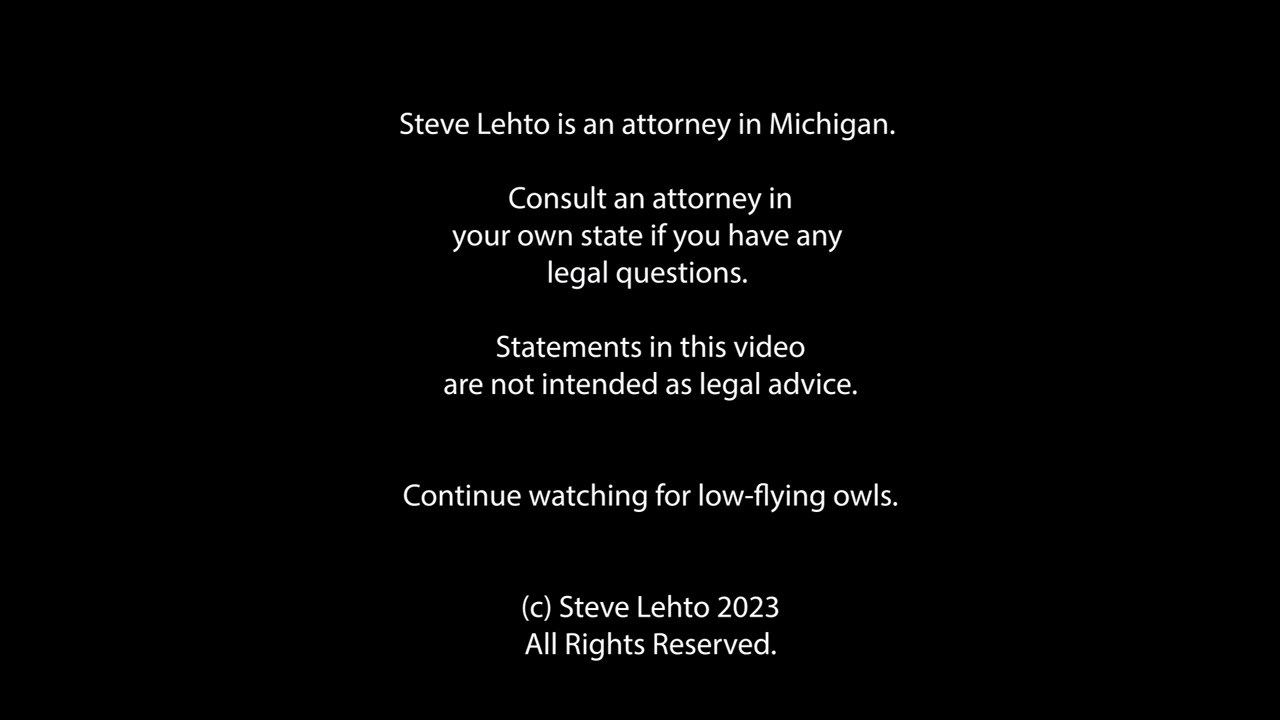 Steve Lehto is an attorney in Michigan.
Consult an attorney in
your own state if you have any
legal questions.
Statements in this video
are not intended as legal advice.
Continue watching for low-flying owls.
(c) Steve Lehto 2023
All Rights Reserved.